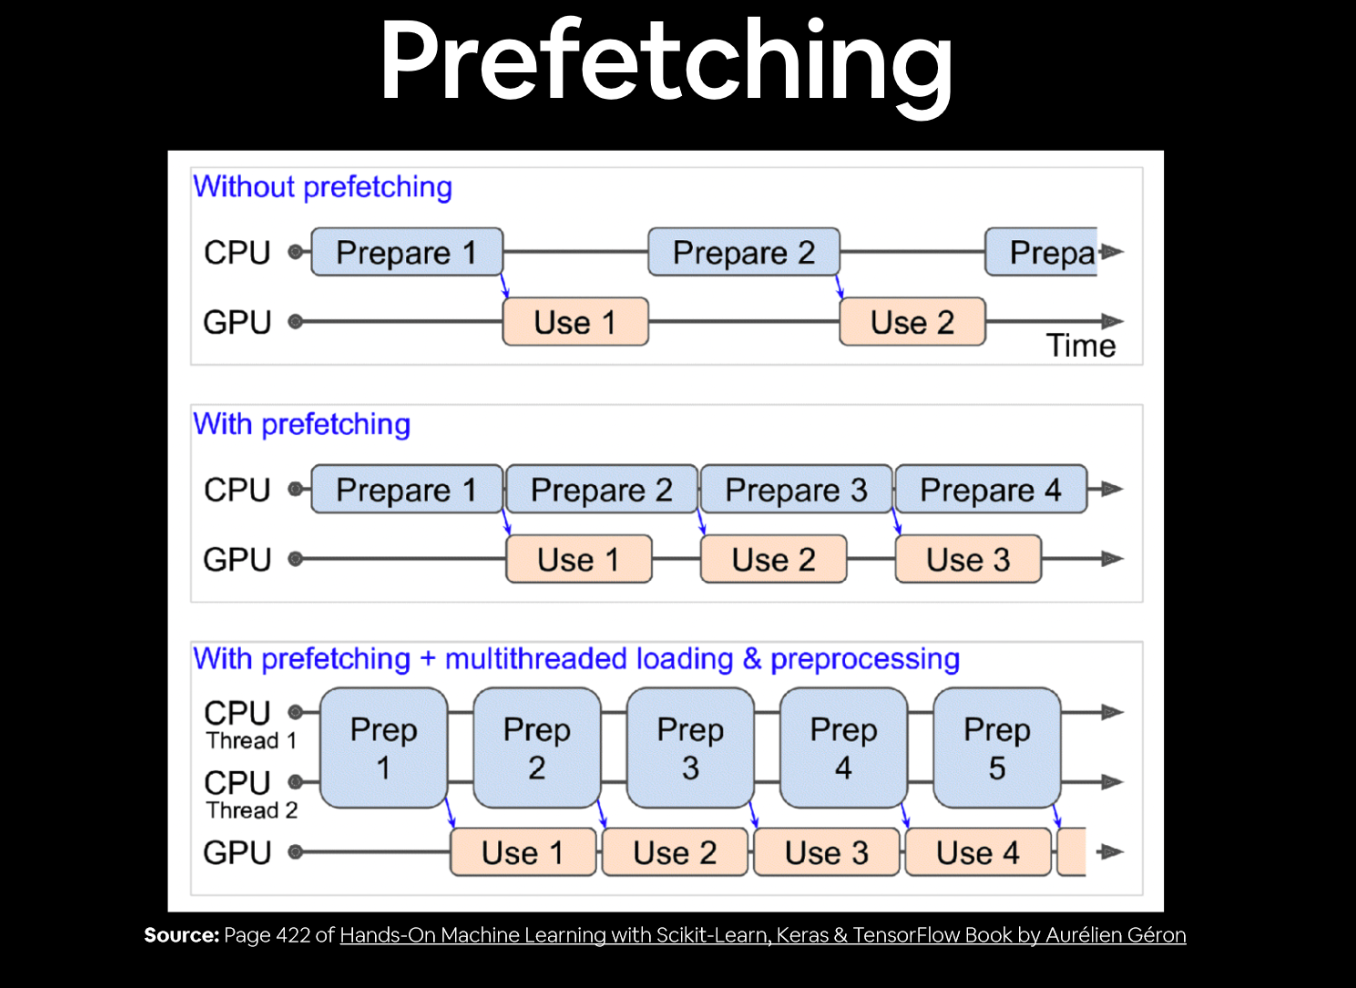 Prefetching
Without prefetching
CPU Prepare 1 Prepare 2 Prepa
GPU Use 1 Use 2
Time
With prefetching
CPU Prepare 1 Prepare 2 Prepare 3 Prepare 4
GPU Use 1 Use 2 Use 3
With prefetching + multithreaded loading & preprocessing
CPU
Thread 1
CPU
Thread 2
Prep
1
Prep
2
Prep
3
Prep
4
Prep
5
GPU Use 1 Use 2 Use 3 Use 4
Source: Page 422 of Hands-On Machine Learning with Scikit-Learn, Keras & TensorFlow Book by Aurélien Géron